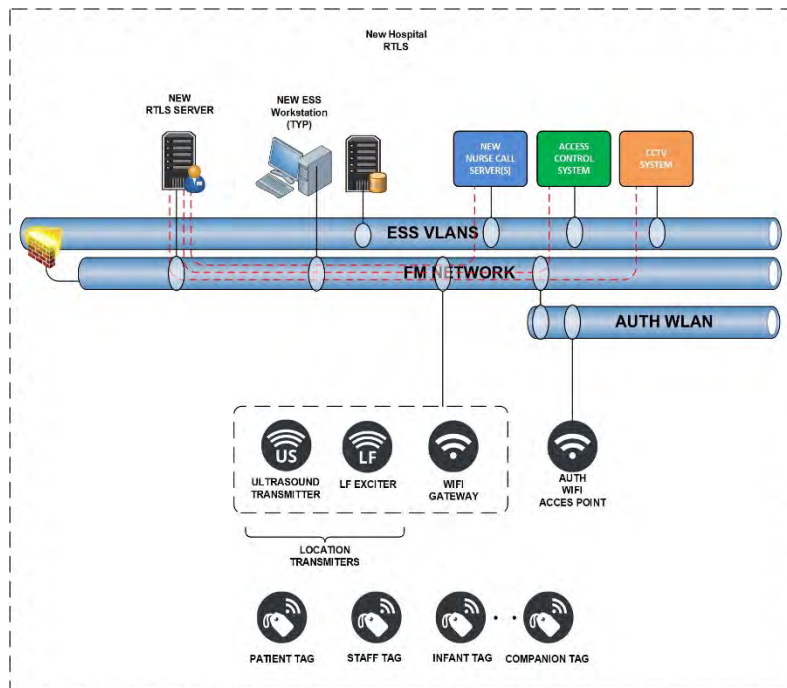 New Hospital
RTLS
NEW
RTLS SERVER
NEW ESS
Workstation
(TYP)
NEW
NURSE CALL
SERVER(S)
ACCESS
CONTROL
SYSTEM
CCTV
SYSTEM
ESS VLANS
FM NETWORK
AUTH WLAN
US
LF
ULTRASOUND
TRANSMITTER
LF EXCITER
WIFI
GATEWAY
AUTH
WIFI
ACCES POINT
LOCATION
TRANSMITERS
PATIENT TAG
STAFF TAG
INFANT TAG
COMPANION TAG